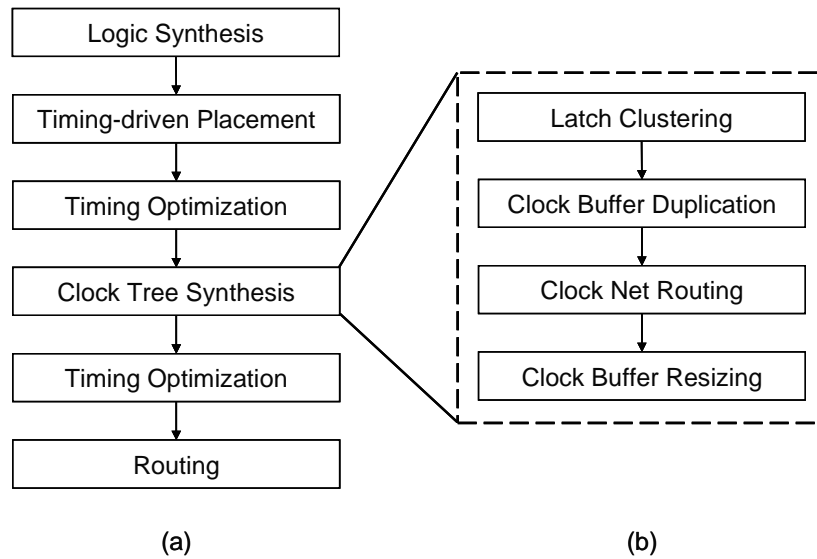 Logic Synthesis
Timing-driven Placement
Timing Optimization
Clock Tree Synthesis
Timing Optimization
Routing
(a)
Latch Clustering
Clock Buffer Duplication
Clock Net Routing
Clock Buffer Resizing
(b)